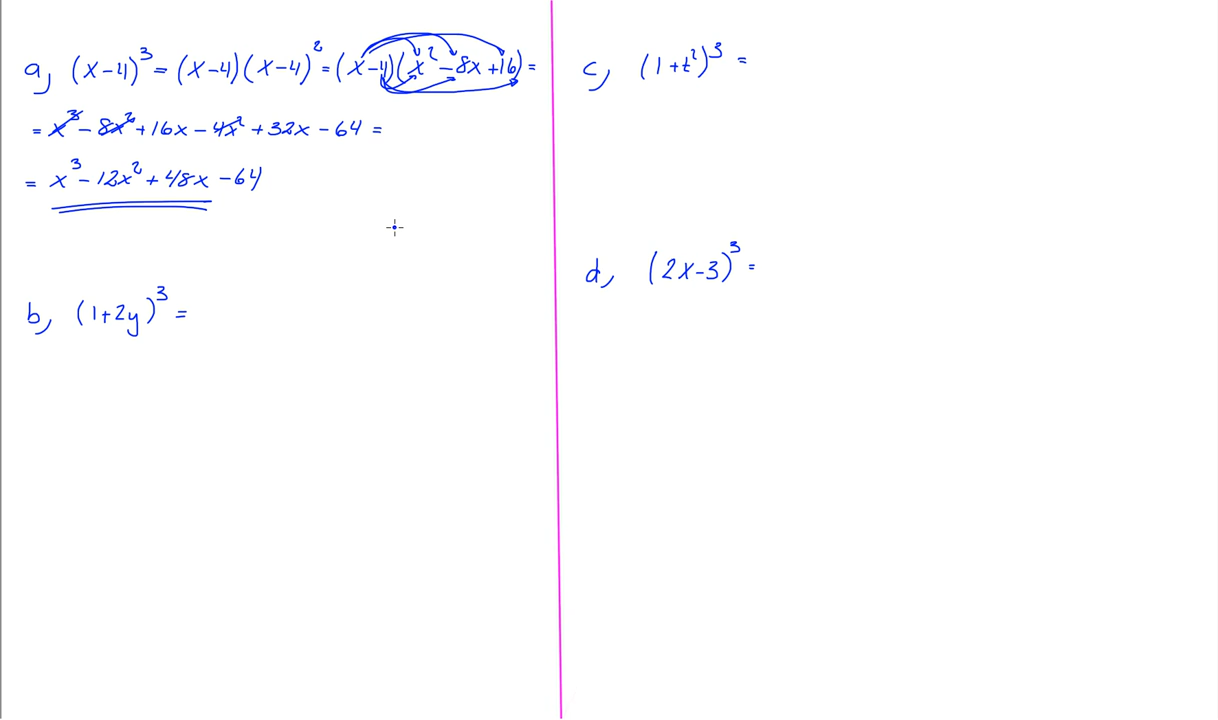 a, (x-4)³ = (x-4)(x-4)² = (x-4)(x²-8x+16) =
= x³ - 8x² + 16x - 4x² + 32x - 64 =
= x³ - 12x² + 48x - 64
b, (1+2y)³ =
c, (1+t²)³ =
d, (2x-3)³ =